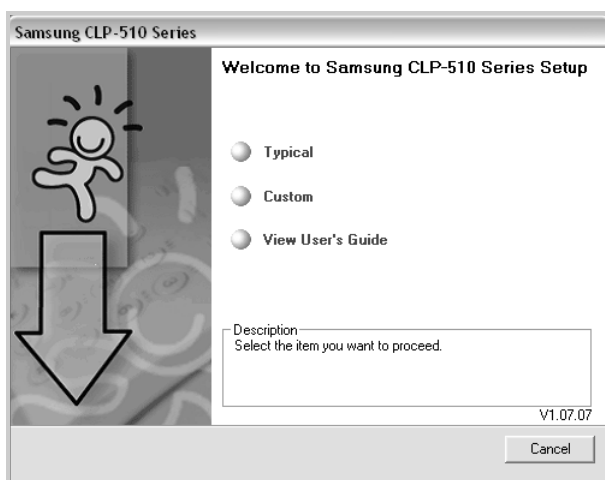 Samsung CLP-510 Series
Welcome to Samsung CLP-510 Series Setup
Typical
Custom
View User's Guide
Description
Select the item you want to proceed.
V1.07.07
Cancel